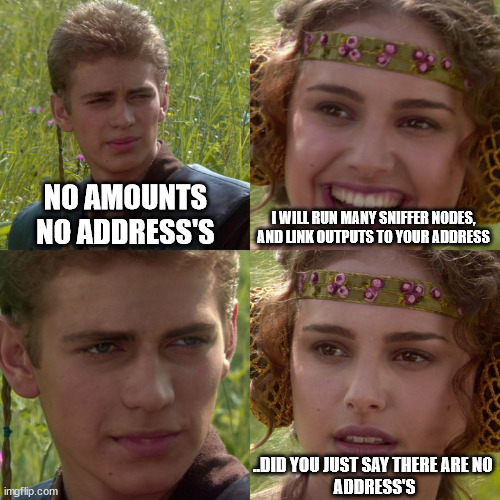 NO AMOUNTS
NO ADDRESS'S
I WILL RUN MANY SNIFFER NODES,
AND LINK OUTPUTS TO YOUR ADDRESS
..DID YOU JUST SAY THERE ARE NO
ADDRESS'S
imgflip.com